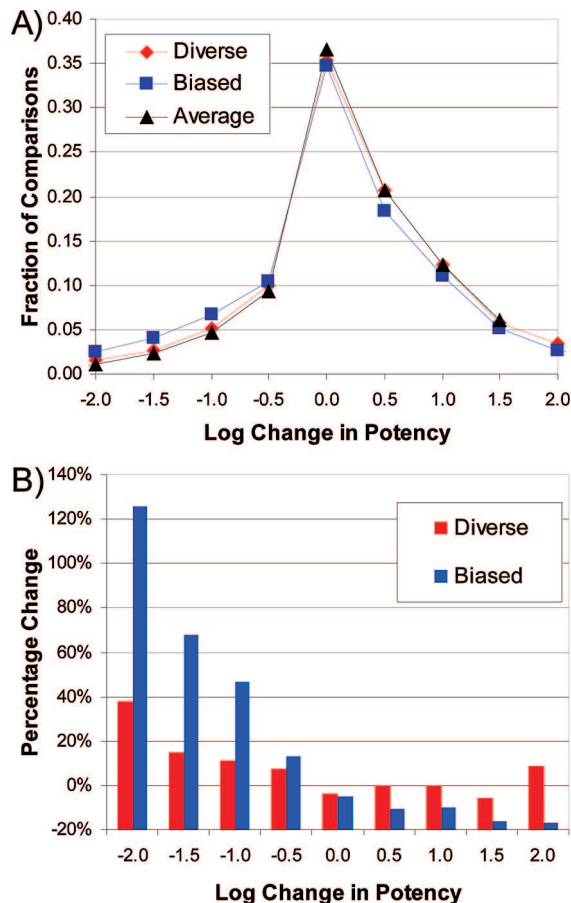 A)
0.40
0.35
0.30
0.25
0.20
0.15
0.10
0.05
0.00
Fraction of Comparisons
Diverse
Biased
Average
-2.0 -1.5 -1.0 -0.5 0.0 0.5 1.0 1.5 2.0
Log Change in Potency
B)
140%
120%
100%
80%
60%
40%
20%
0%
-20%
Percentage Change
Diverse
Biased
-2.0 -1.5 -1.0 -0.5 0.0 0.5 1.0 1.5 2.0
Log Change in Potency